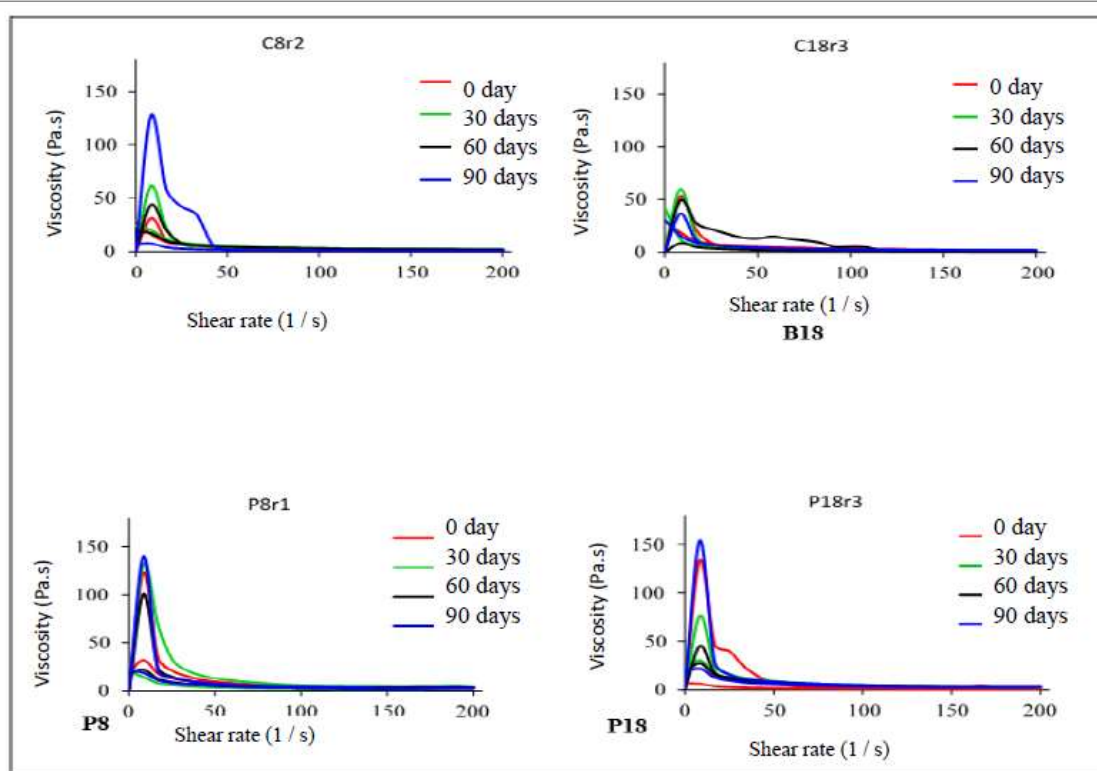 C8r2
150
100
50
0
Viscosity (Pa.s)
0 day
30 days
60 days
90 days
0 50 100 150 200
Shear rate (1 / s)
C18r3
150
100
50
0
Viscosity (Pa.s)
0 day
30 days
60 days
90 days
0 50 100 150 200
Shear rate (1 / s)
B18
P8r1
150
100
50
0
Viscosity (Pa.s)
0 day
30 days
60 days
90 days
0 50 100 150 200
P8
Shear rate (1 / s)
P18r3
150
100
50
0
Viscosity (Pa.s)
0 day
30 days
60 days
90 days
0 50 100 150 200
P18
Shear rate (1 / s)